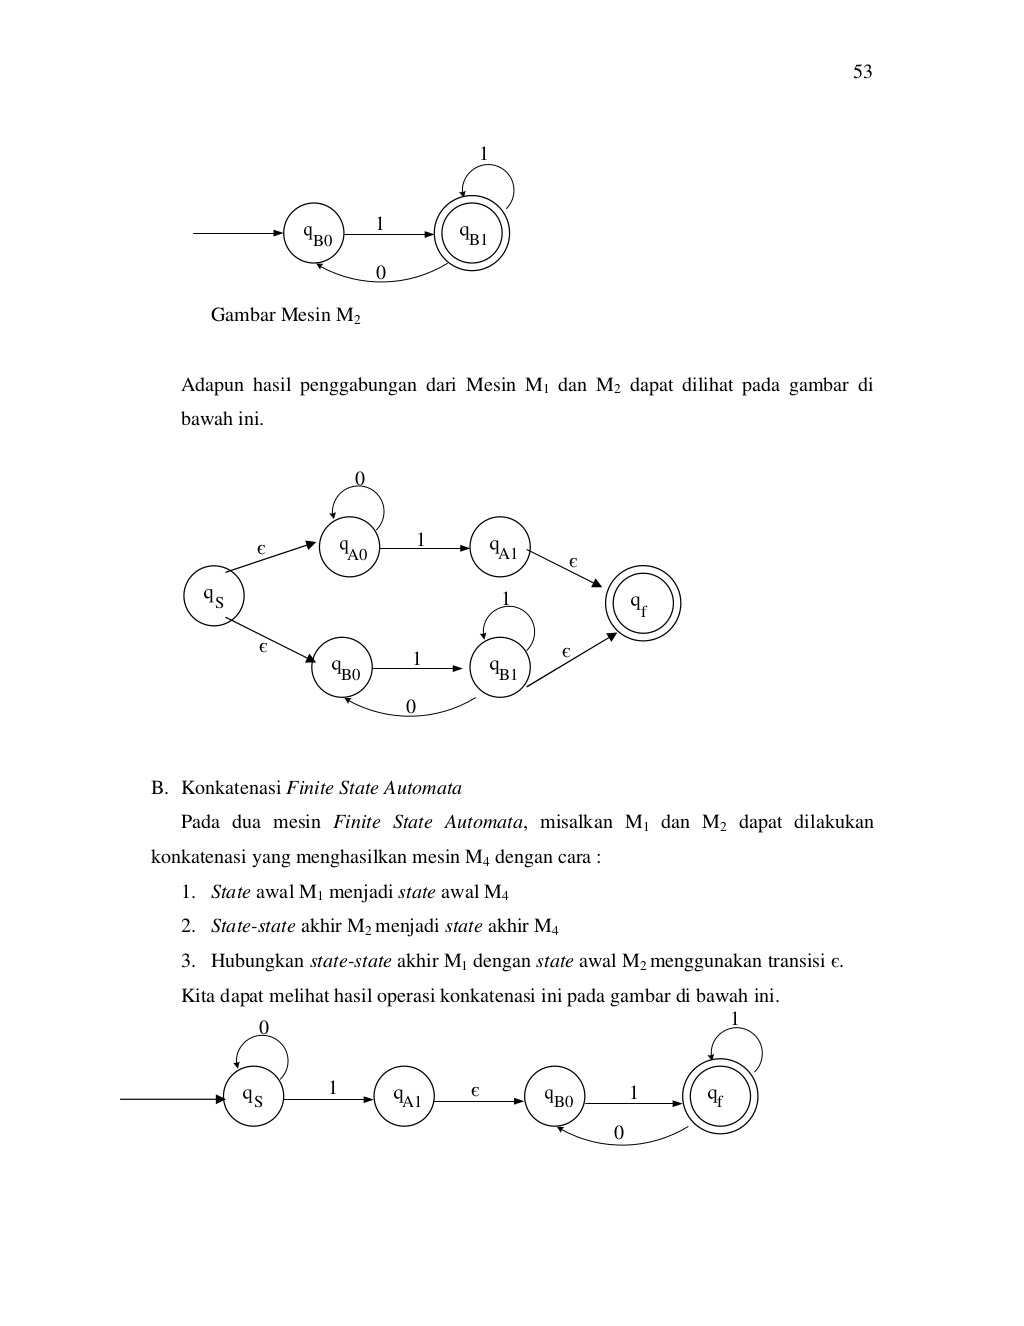 53
1
qB0 1 qB1
0
Gambar Mesin M2
Adapun hasil penggabungan dari Mesin M1 dan M2 dapat dilihat pada gambar di
bawah ini.
0
ϵ qA0 1 qA1 ϵ
qS 1 qf
ϵ qB0 1 qB1 ϵ
0
B. Konkatenasi Finite State Automata
Pada dua mesin Finite State Automata, misalkan M1 dan M2 dapat dilakukan
konkatenasi yang menghasilkan mesin M4 dengan cara :
1. State awal M1 menjadi state awal M4
2. State-state akhir M2 menjadi state akhir M4
3. Hubungkan state-state akhir M1 dengan state awal M2 menggunakan transisi ϵ.
Kita dapat melihat hasil operasi konkatenasi ini pada gambar di bawah ini.
0 1
qS 1 qA1 ϵ qB0 1 qf
0